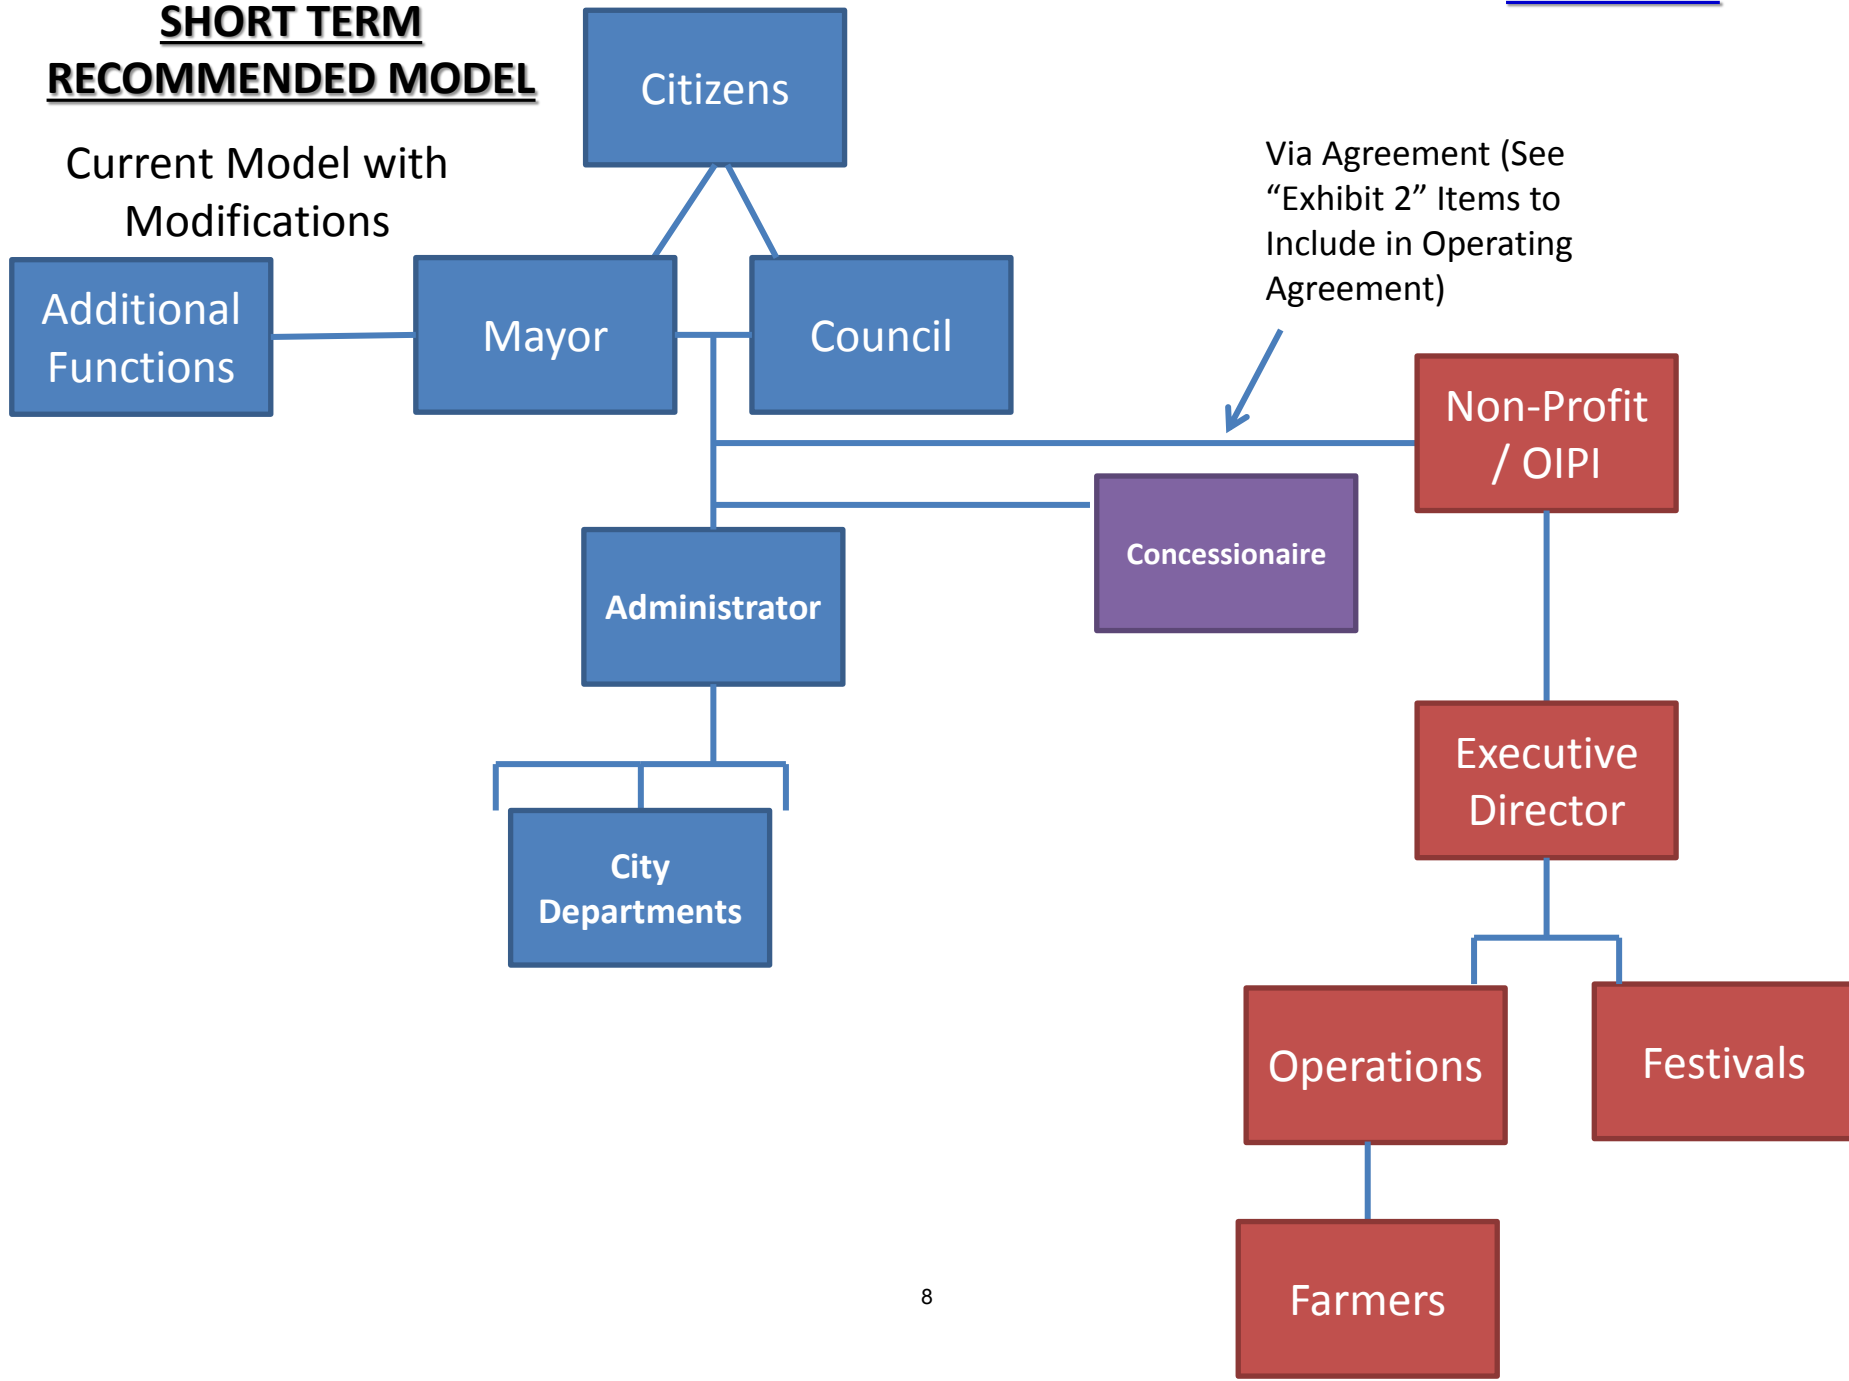 SHORT TERM
RECOMMENDED MODEL
Current Model with
Modifications
Citizens
Via Agreement (See
“Exhibit 2” Items to
Include in Operating
Agreement)
Additional
Functions
Mayor
Council
Non-Profit
/ OIPI
Concessionaire
Administrator
Executive
Director
City
Departments
Operations
Festivals
Farmers
8